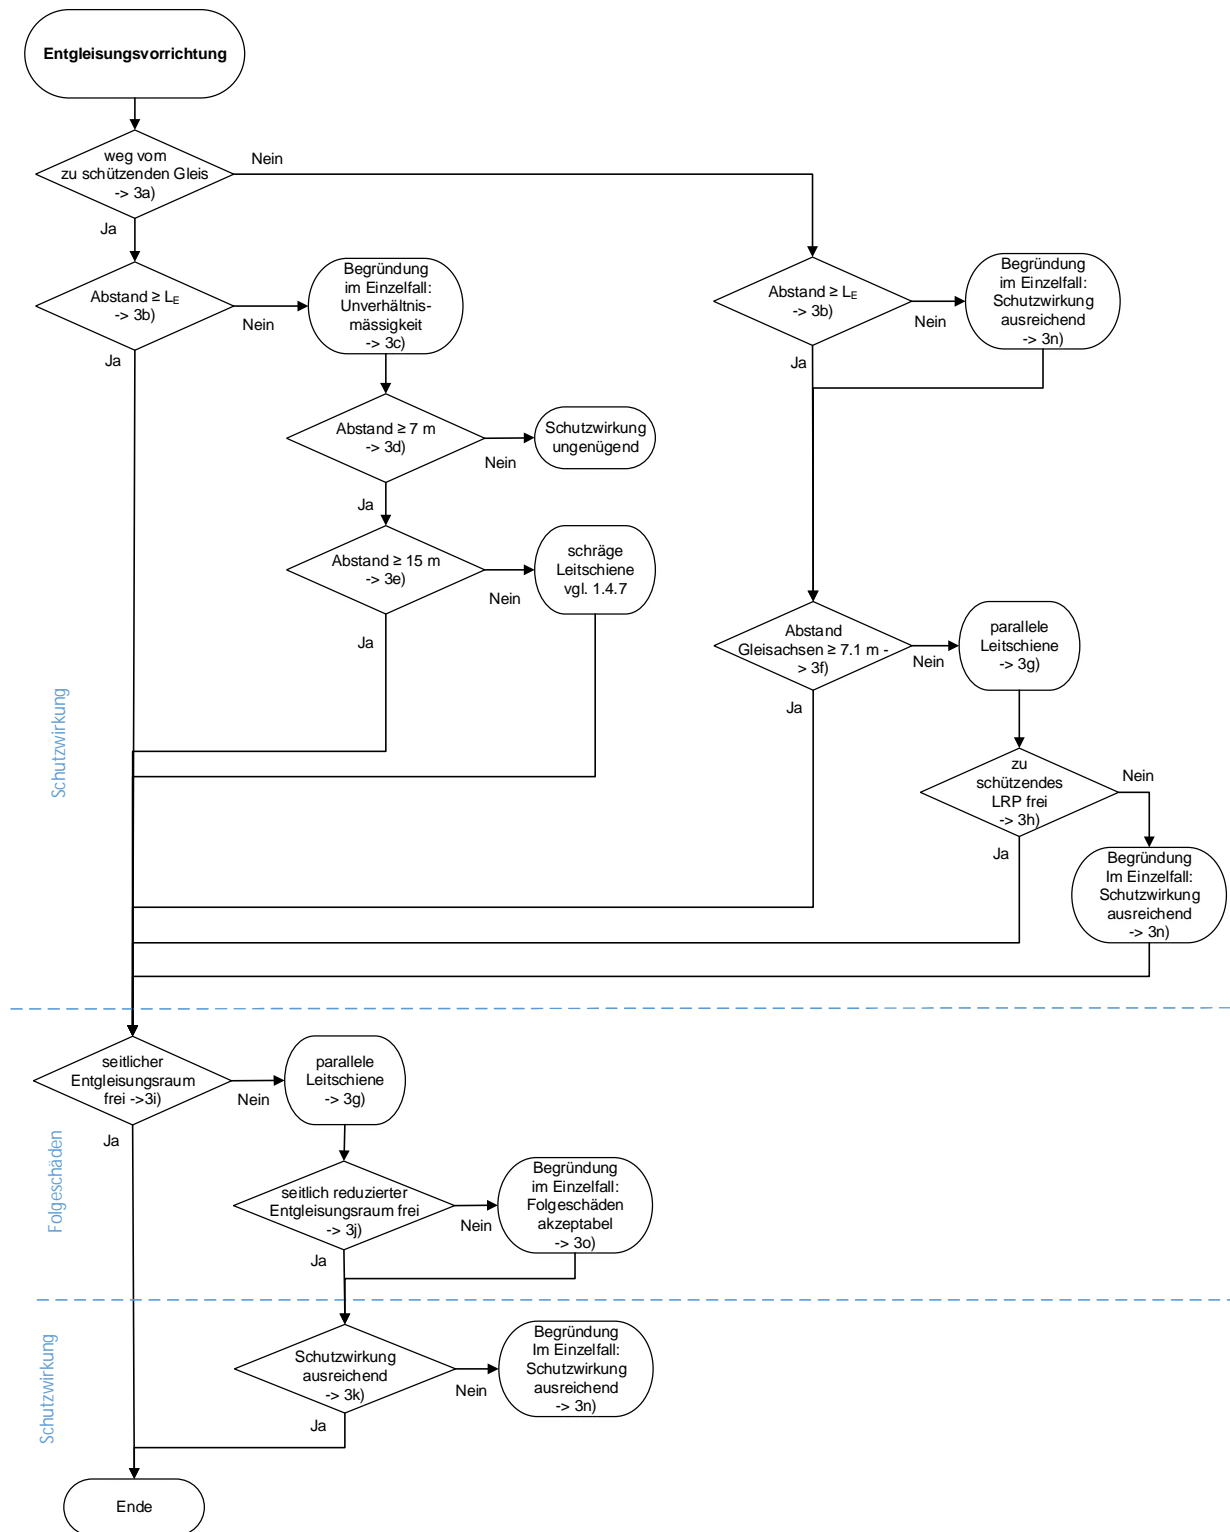 Entgleisungsvorrichtung
weg vom
zu schützenden Gleis
-> 3a)
Nein
Ja
Abstand ≥ LE
-> 3b)
Nein
Ja
Begründung
im Einzelfall:
Unverhältnis-
mässigkeit
-> 3c)
Abstand ≥ LE
-> 3b)
Nein
Ja
Begründung
im Einzelfall:
Schutzwirkung
ausreichend
-> 3n)
Abstand ≥ 7 m
-> 3d)
Nein
Ja
Schutzwirkung
ungenügend
Abstand ≥ 15 m
-> 3e)
Nein
Ja
schräge
Leitschiene
vgl. 1.4.7
Abstand
Gleisachsen ≥ 7.1 m -
> 3f)
Nein
Ja
parallele
Leitschiene
-> 3g)
Schutzwirkung
zu
schützendes
LRP frei
-> 3h)
Nein
Ja
Begründung
Im Einzelfall:
Schutzwirkung
ausreichend
-> 3n)
seitlicher
Entgleisungsraum
frei ->3i)
Nein
Ja
parallele
Leitschiene
-> 3g)
Folgeschäden
seitlich reduzierter
Entgleisungsraum frei
-> 3j)
Nein
Ja
Begründung
im Einzelfall:
Folgeschäden
akzeptabel
-> 3o)
Schutzwirkung
Schutzwirkung
ausreichend
-> 3k)
Nein
Ja
Begründung
Im Einzelfall:
Schutzwirkung
ausreichend
-> 3n)
Ende